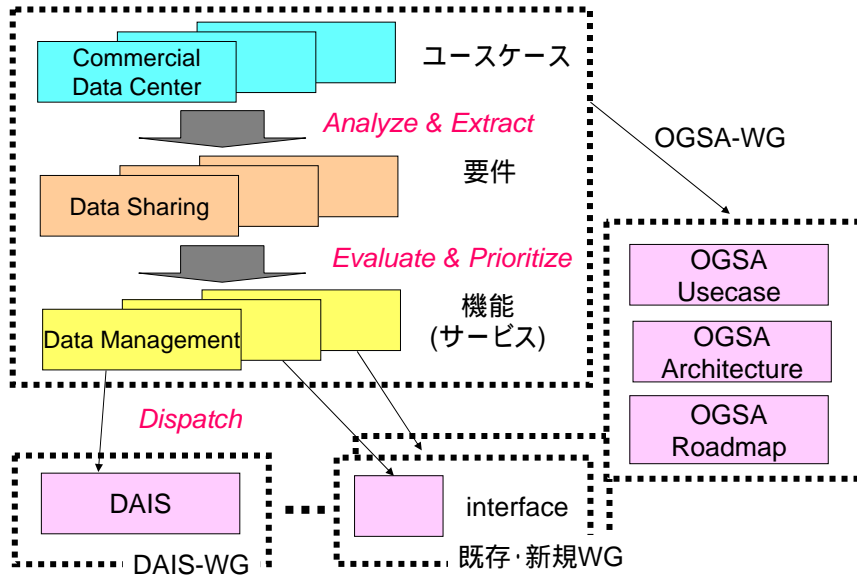 Commercial
Data Center
ユースケース
Analyze & Extract
OGSA-WG
要件
Data Sharing
Evaluate & Prioritize
機能
(サービス)
Data Management
OGSA
Usecase
OGSA
Architecture
OGSA
Roadmap
Dispatch
DAIS
interface
DAIS-WG
既存·新規WG